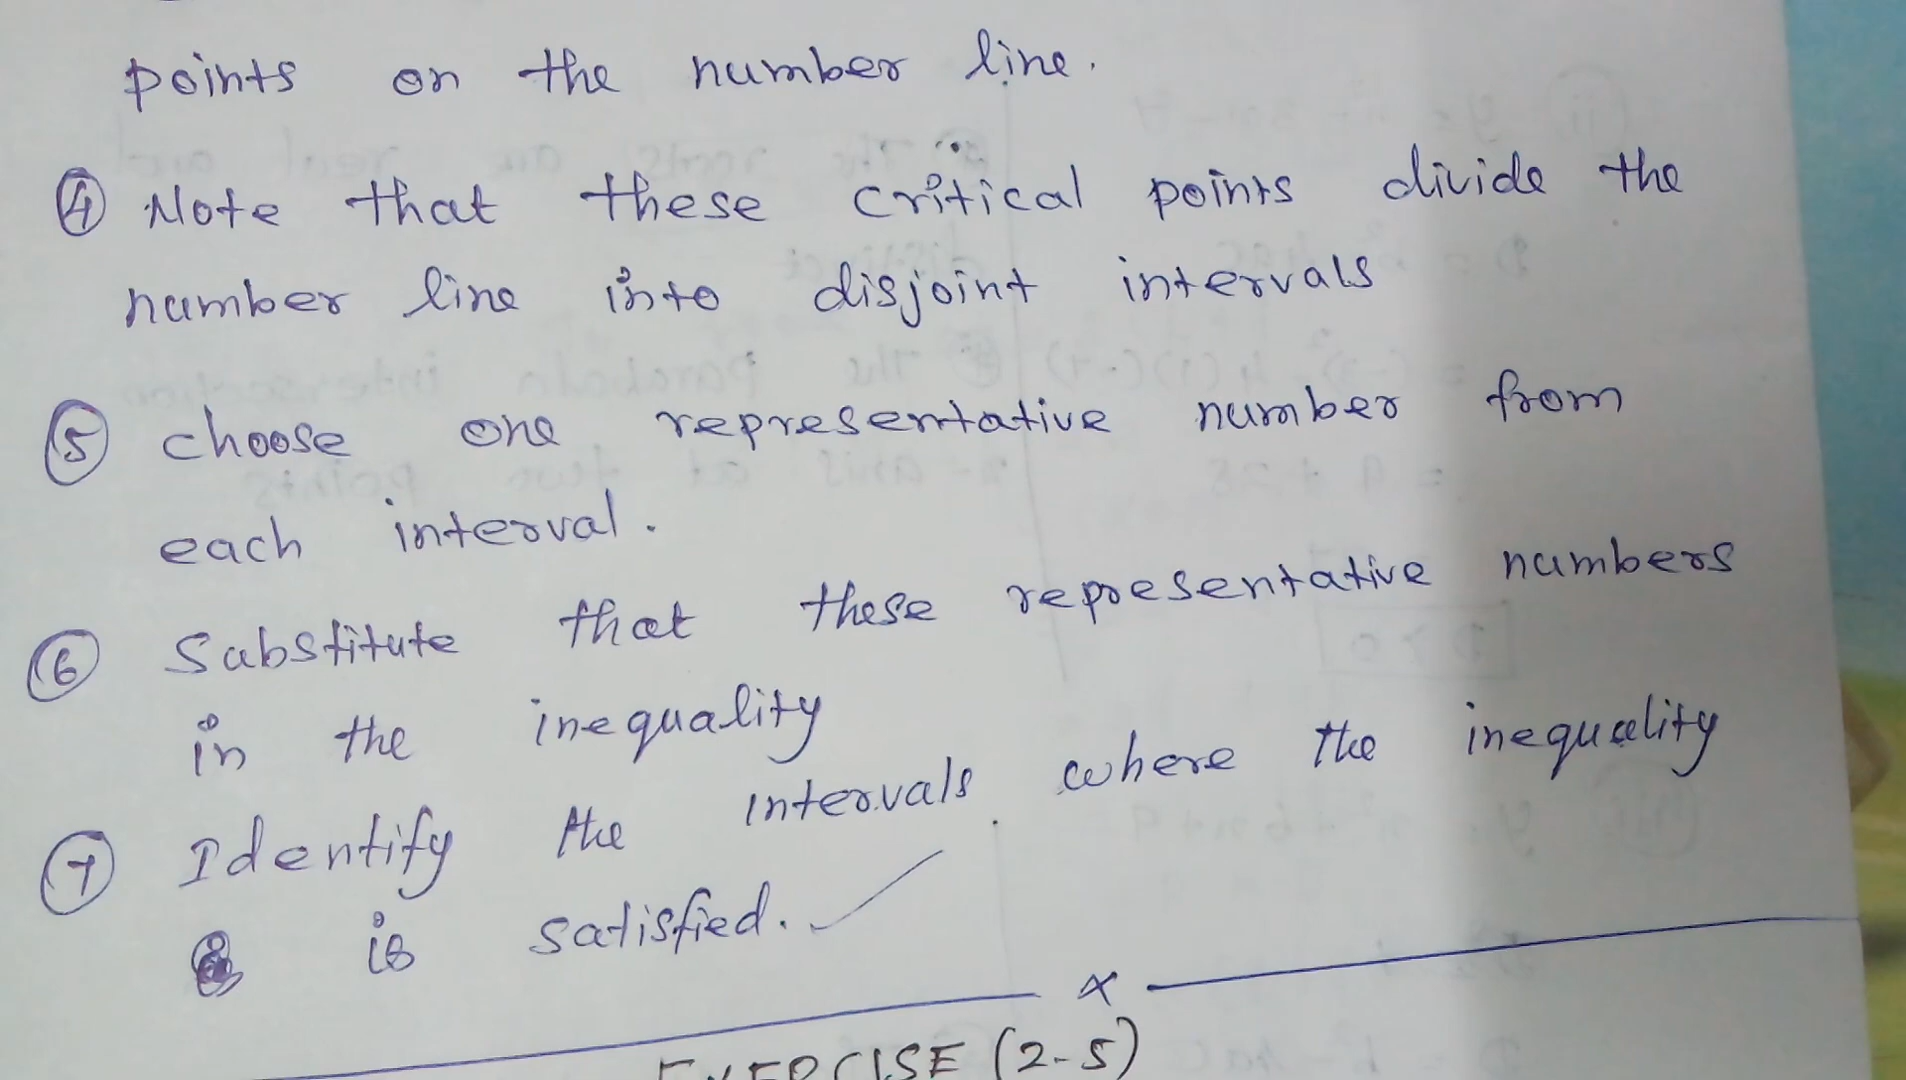 points on the number line.
④ Note that these critical points divide the
number line into disjoint intervals
⑤ choose one representative number from
each interval.
⑥ Substitute that these representative numbers
in the inequality
⑦ Identify the intervals where the inequality
is satisfied.
x
EXERCISE (2-5)